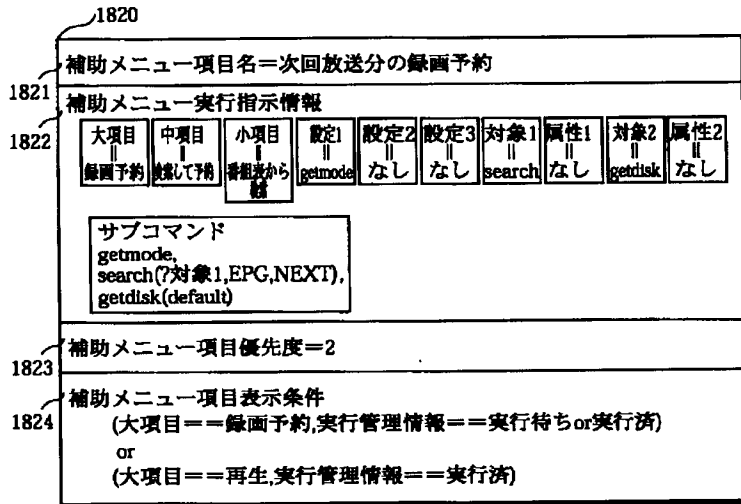 1820
補助メニュー項目名＝次回放送分の録画予約
1821
補助メニュー実行指示情報
1822
大項目
||
録画予約
中項目
||
検索して予約
小項目
||
番組表から
設定1
||
getmode
設定2
||
なし
設定3
||
なし
対象1
||
search
属性1
||
なし
対象2
||
getdisk
属性2
||
なし
サブコマンド
getmode,
search(?対象1,EPG,NEXT),
getdisk(default)
補助メニュー項目優先度＝2
1823
補助メニュー項目表示条件
1824
(大項目＝＝録画予約,実行管理情報＝＝実行待ちor実行済)
or
(大項目＝＝再生,実行管理情報＝＝実行済)